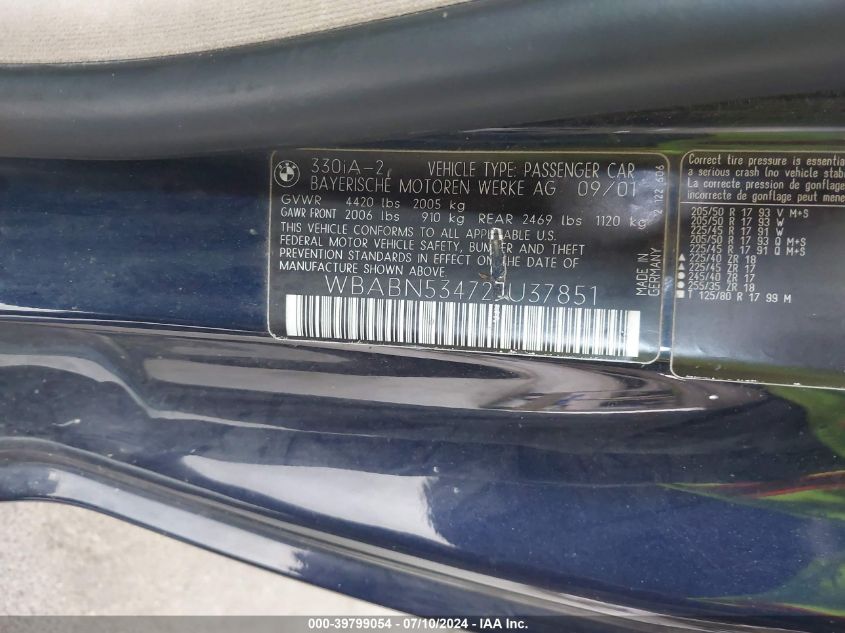 330iA-2 VEHICLE TYPE: PASSENGER CAR
BAYERISCHE MOTOREN WERKE AG 09/01
GVWR 4420 lbs 2005 kg
GAWR FRONT 2006 lbs 910 kg REAR 2469 lbs 1120 kg
THIS VEHICLE CONFORMS TO ALL APPLICABLE U.S.
FEDERAL MOTOR VEHICLE SAFETY, BUMPER AND THEFT
PREVENTION STANDARDS IN EFFECT ON THE DATE OF
MANUFACTURE SHOWN ABOVE.
WBABN53472JU37851
MADE IN
GERMANY
2 122 606
Correct tire pressure is essential
a serious crash (no vehicle stab
La correcte pression de gonflage
incorrecte de gonflage peut mene
205/50 R 17 93 V M+S
205/50 R 17 93 W
225/45 R 17 91 W
205/50 R 17 93 Q M+S
225/45 R 17 91 Q M+S
225/40 ZR 18
225/45 ZR 17
245/40 ZR 17
255/35 ZR 18
T 125/80 R 17 99 M
000-39799054 - 07/10/2024 - IAA Inc.